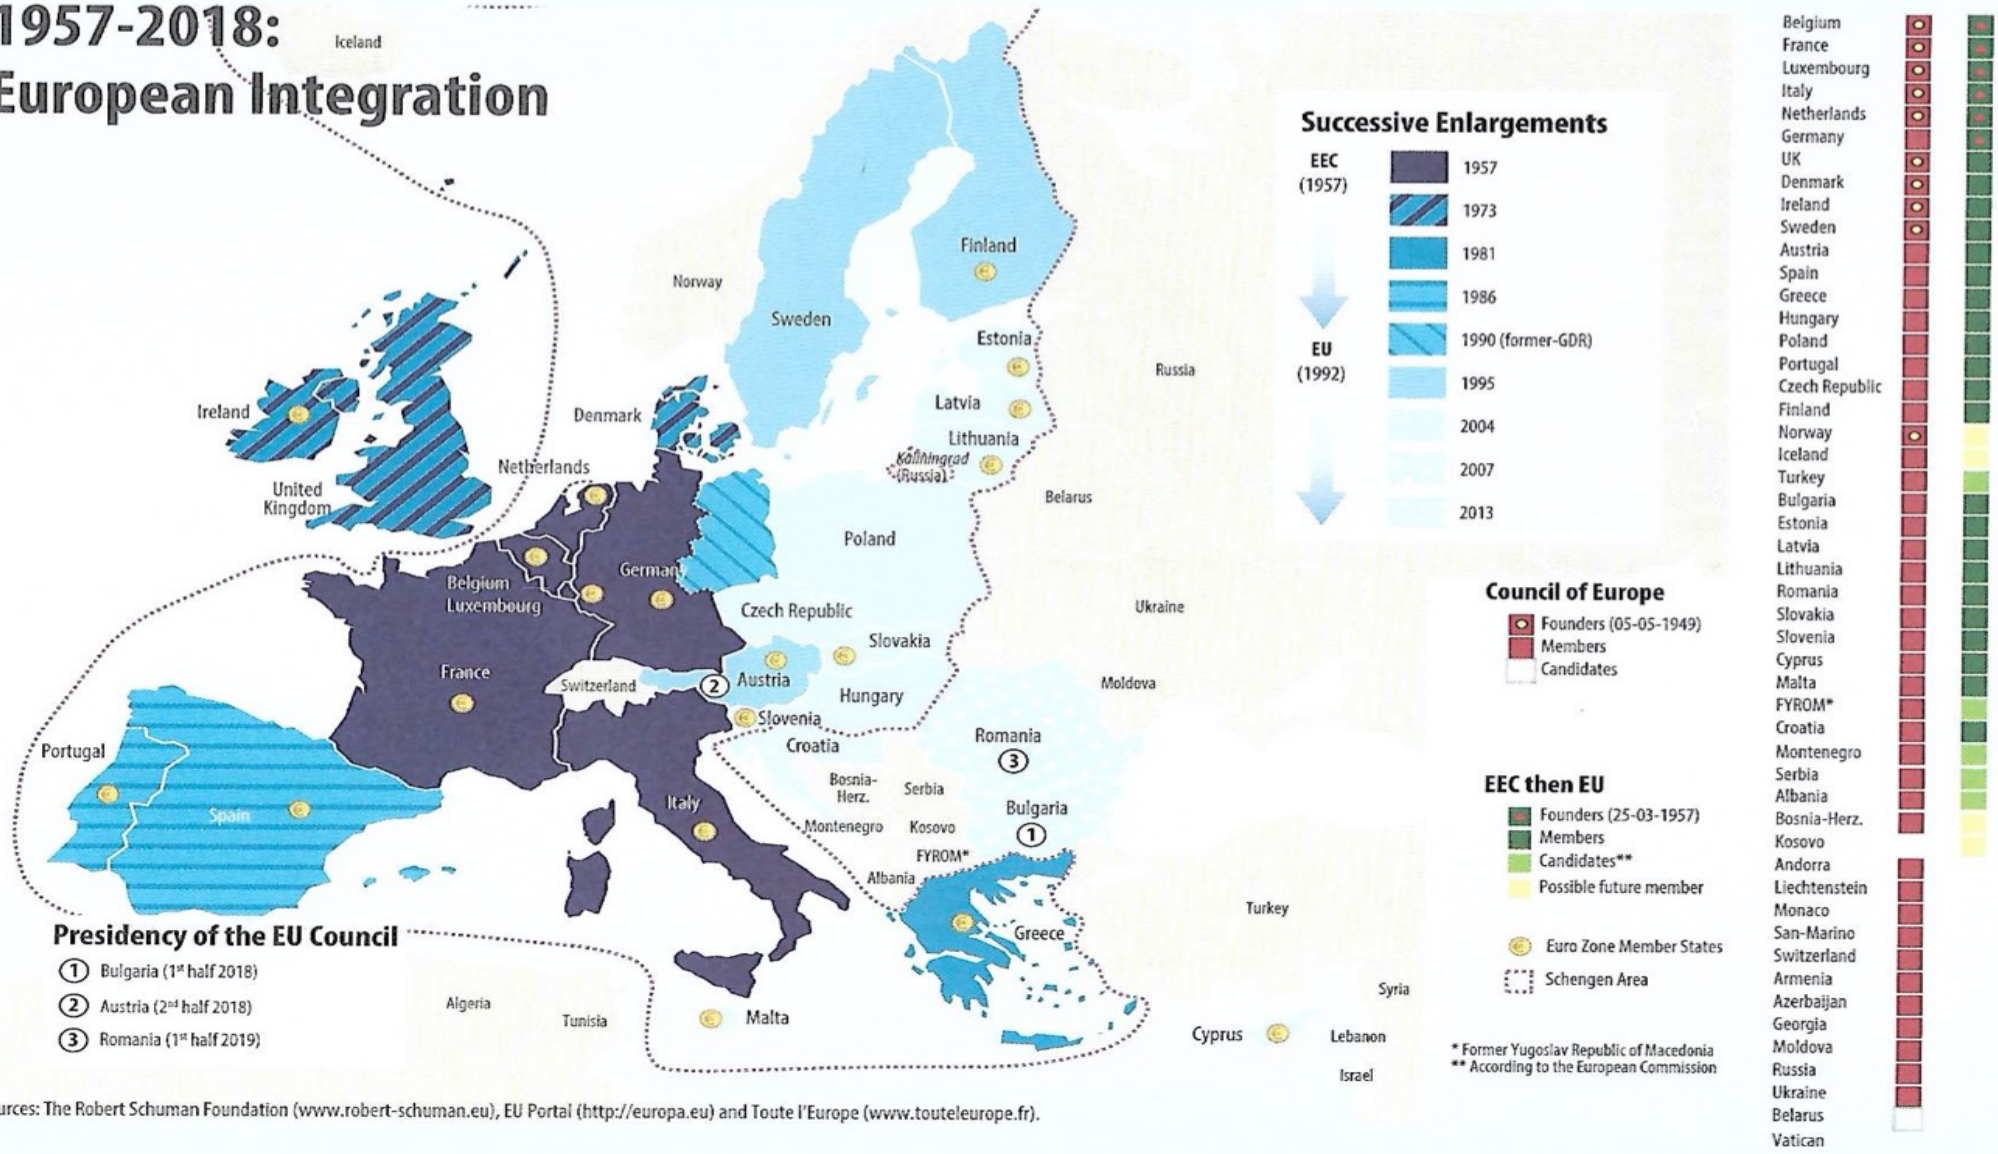 1957-2018:
European Integration
Iceland
Norway
Sweden
Finland
Estonia
Latvia
Lithuania
Kaliningrad
(Russia)
Russia
Belarus
Ireland
United
Kingdom
Denmark
Netherlands
Belgium
Luxembourg
Germany
Poland
Czech Republic
Slovakia
Ukraine
Moldova
France
Switzerland
2
Austria
Hungary
Slovenia
Croatia
Romania
3
Bosnia-
Herz.
Serbia
Bulgaria
1
Montenegro
Kosovo
FYROM*
Albania
Portugal
Spain
Italy
Greece
Turkey
Malta
Algeria
Tunisia
Cyprus
Syria
Lebanon
Israel
Presidency of the EU Council
1 Bulgaria (1st half 2018)
2 Austria (2nd half 2018)
3 Romania (1st half 2019)
urces: The Robert Schuman Foundation (www.robert-schuman.eu), EU Portal (http://europa.eu) and Toute l'Europe (www.touteleurope.fr).
Successive Enlargements
EEC
(1957)
EU
(1992)
1957
1973
1981
1986
1990 (former-GDR)
1995
2004
2007
2013
Council of Europe
Founders (05-05-1949)
Members
Candidates
EEC then EU
Founders (25-03-1957)
Members
Candidates**
Possible future member
Euro Zone Member States
Schengen Area
* Former Yugoslav Republic of Macedonia
** According to the European Commission
Belgium
France
Luxembourg
Italy
Netherlands
Germany
UK
Denmark
Ireland
Sweden
Austria
Spain
Greece
Hungary
Poland
Portugal
Czech Republic
Finland
Norway
Iceland
Turkey
Bulgaria
Estonia
Latvia
Lithuania
Romania
Slovakia
Slovenia
Cyprus
Malta
FYROM*
Croatia
Montenegro
Serbia
Albania
Bosnia-Herz.
Kosovo
Andorra
Liechtenstein
Monaco
San-Marino
Switzerland
Armenia
Azerbaijan
Georgia
Moldova
Russia
Ukraine
Belarus
Vatican